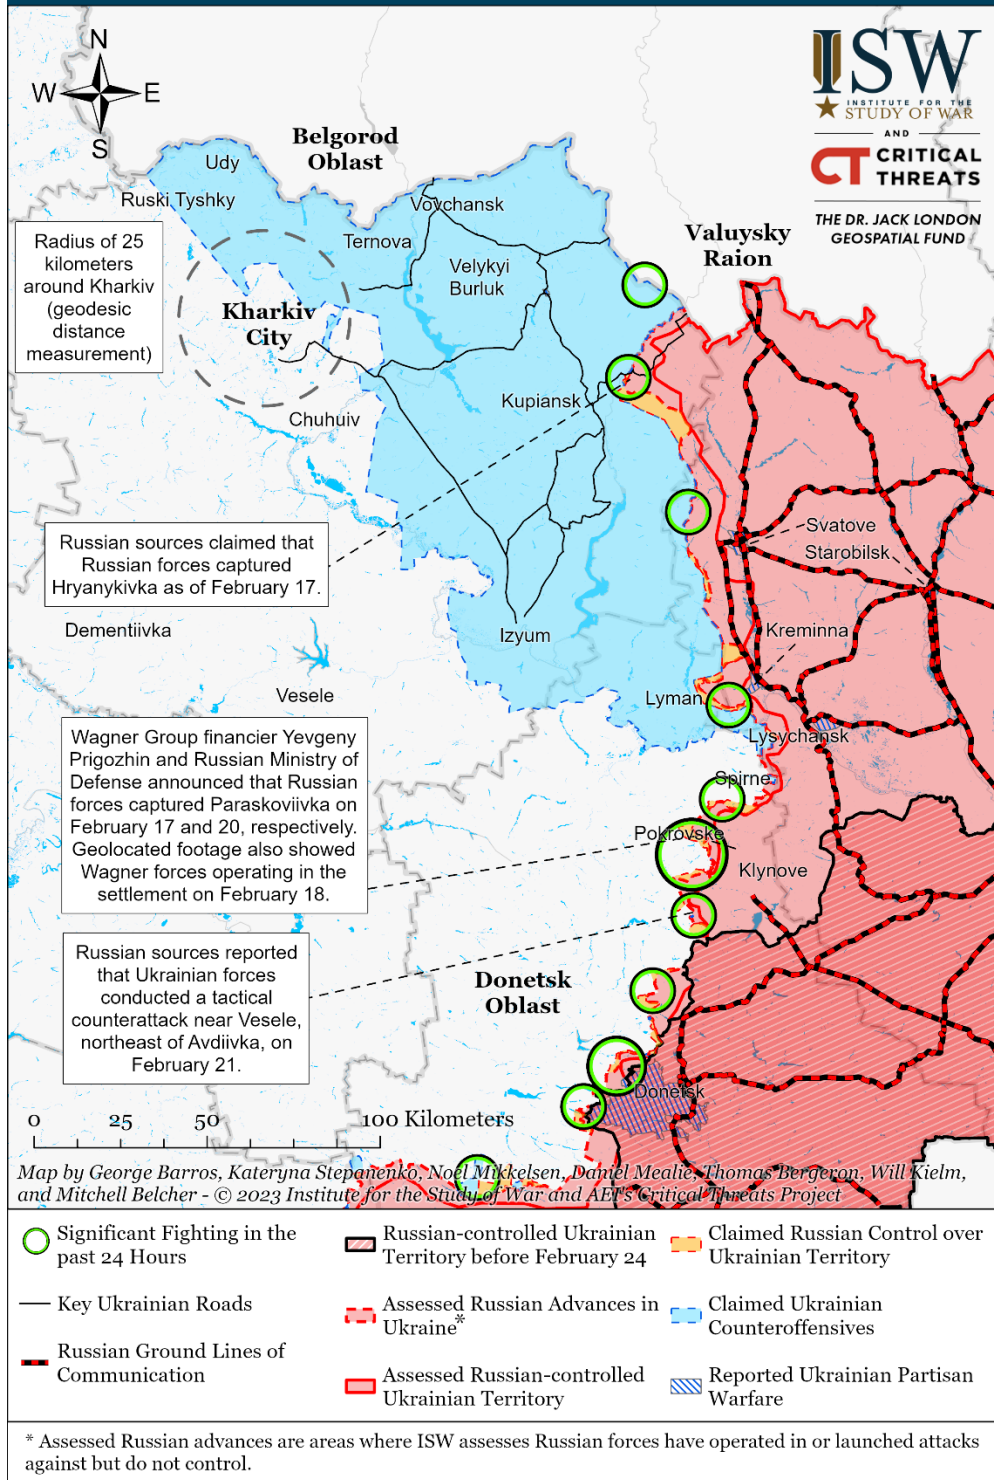 N
W
E
S
ISW
INSTITUTE FOR THE
STUDY OF WAR
AND
CT CRITICAL
THREATS
THE DR. JACK LONDON
GEOSPATIAL FUND
Belgorod
Oblast
Udy
Ruski Tyshky
Vovchansk
Ternova
Valuysky
Raion
Radius of 25
kilometers
around Kharkiv
(geodesic
distance
measurement)
Velykyi
Burluk
Kharkiv
City
Kupiansk
Chuhuiv
Svatove
Starobilsk
Russian sources claimed that
Russian forces captured
Hryanykivka as of February 17.
Dementiivka
Izyum
Kreminna
Vesele
Lyman
Lysychansk
Wagner Group financier Yevgeny
Prigozhin and Russian Ministry of
Defense announced that Russian
forces captured Paraskoviivka on
February 17 and 20, respectively.
Geolocated footage also showed
Wagner forces operating in the
settlement on February 18.
Spirne
Pokrovske
Klynove
Russian sources reported
that Ukrainian forces
conducted a tactical
counterattack near Vesele,
northeast of Avdiivka, on
February 21.
Donetsk
Oblast
Donetsk
0 25 50 100 Kilometers
Map by George Barros, Kateryna Stepanenko, Noel Mikkelsen, Daniel Mealie, Thomas Bergeron, Will Kielm,
and Mitchell Belcher - © 2023 Institute for the Study of War and AEI's Critical Threats Project
Significant Fighting in the
past 24 Hours
Key Ukrainian Roads
Russian Ground Lines of
Communication
Russian-controlled Ukrainian
Territory before February 24
Assessed Russian Advances in
Ukraine*
Assessed Russian-controlled
Ukrainian Territory
Claimed Russian Control over
Ukrainian Territory
Claimed Ukrainian
Counteroffensives
Reported Ukrainian Partisan
Warfare
* Assessed Russian advances are areas where ISW assesses Russian forces have operated in or launched attacks
against but do not control.